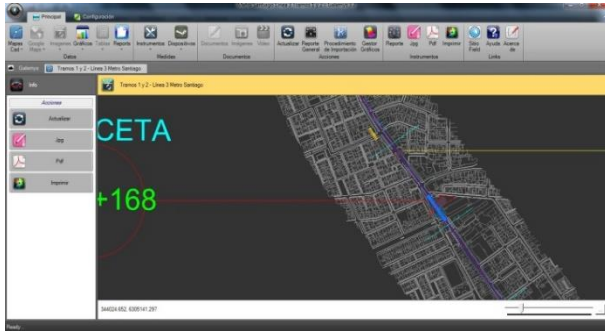 Principal Configuración
Mapas Cad Google Maps Imagenes Gráficos Tablas Reporte Instrumentos Dispositivos Documentos Imágenes Video Actualizar Reporte General Procedimiento de Importación Gestor Gráficos Reporte Jpg Pdf Imprimir Sitio Field Ayuda Acerca de
Datos Medidas Documentos Acciones Instrumentos Links
Tramos 1 y 2 - Linea 3 Metro Santiago
Info Tramos 1 y 2 - Linea 3 Metro Santiago
Acciones
Actualizar
Jpg
Pdf
Imprimir
CETA
+168
344024.652, 6305141.297
Ready